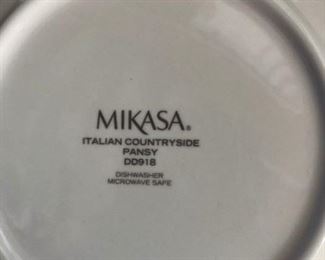 MIKASA®
ITALIAN COUNTRYSIDE
PANSY
DD918
DISHWASHER
MICROWAVE SAFE